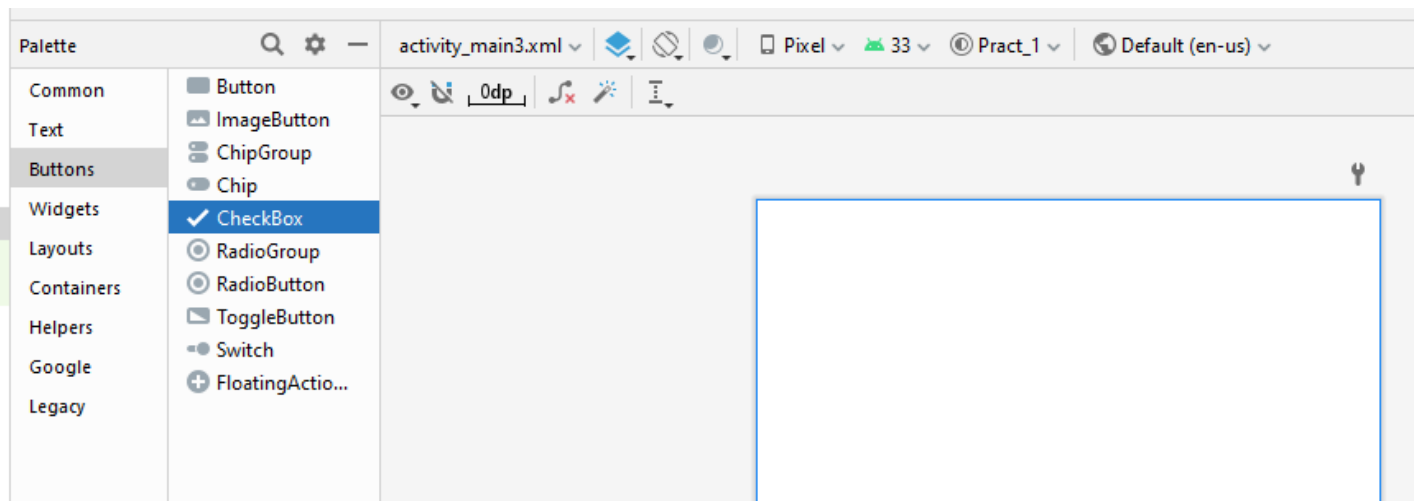 Palette
activity_main3.xml Pixel 33 Pract_1 Default (en-us)
Common
Text
Buttons
Widgets
Layouts
Containers
Helpers
Google
Legacy
Button
ImageButton
ChipGroup
Chip
CheckBox
RadioGroup
RadioButton
ToggleButton
Switch
FloatingActio...
0dp